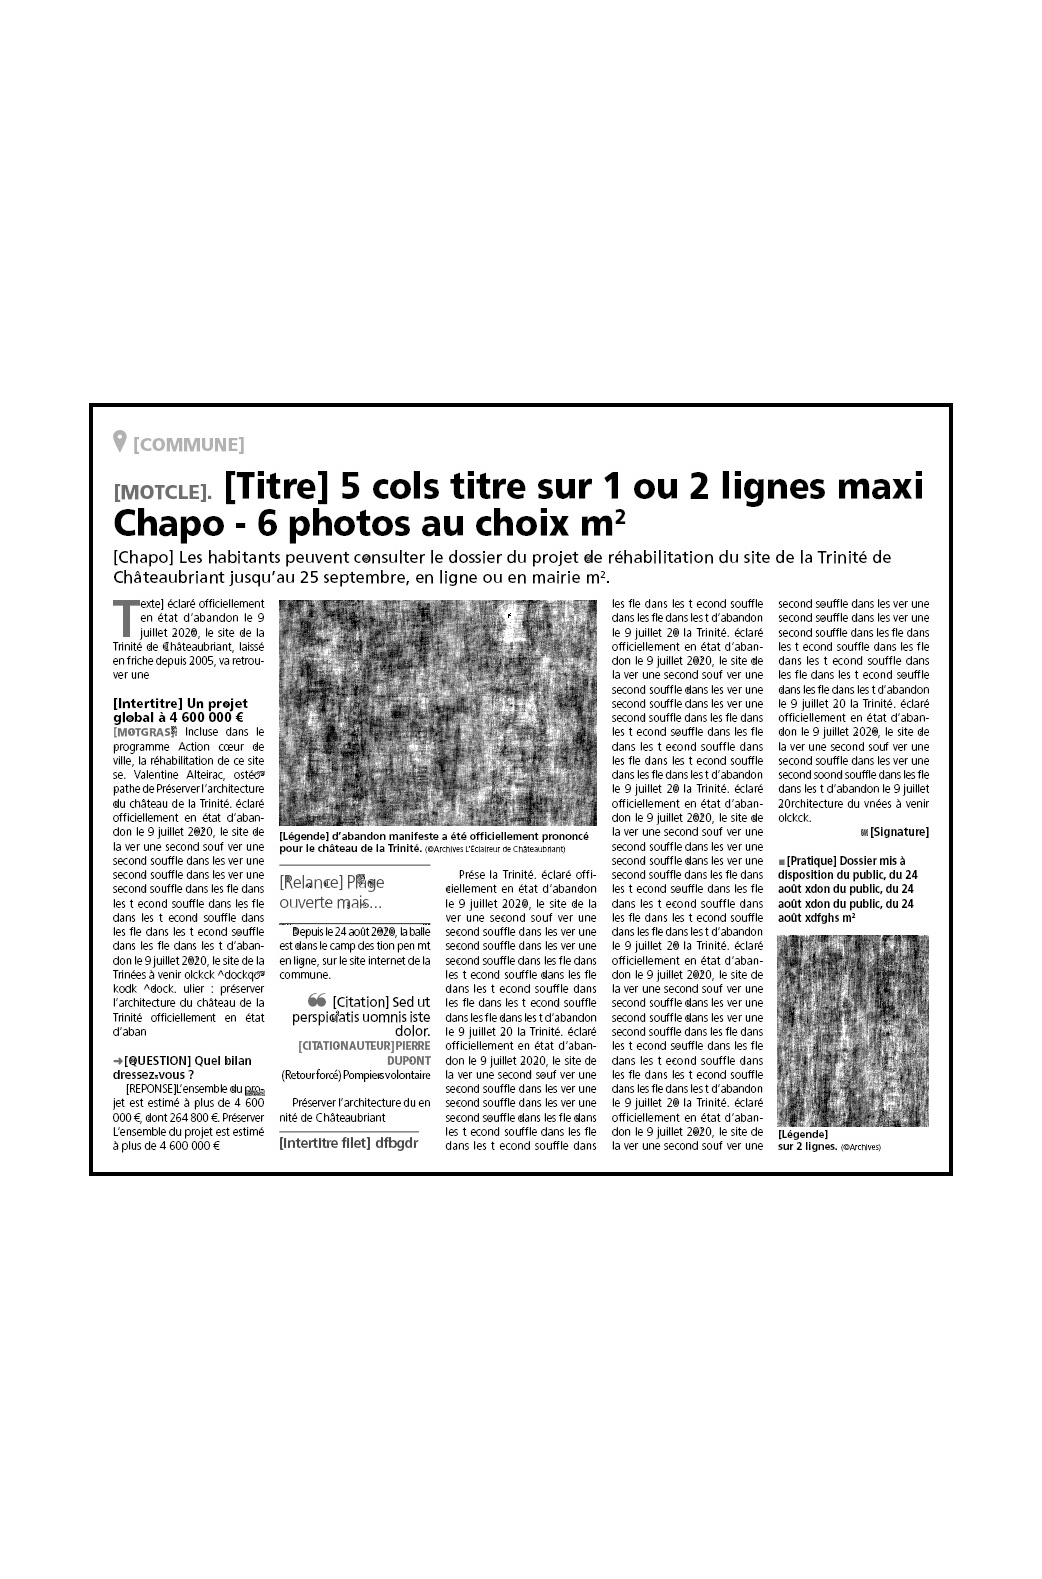 [COMMUNE]
[MOTCLE]. [Titre] 5 cols titre sur 1 ou 2 lignes maxi
Chapo - 6 photos au choix m²
[Chapo] Les habitants peuvent consulter le dossier du projet de réhabilitation du site de la Trinité de
Châteaubriant jusqu'au 25 septembre, en ligne ou en mairie m².
Texte] éclaré officiellement
en état d'abandon le 9
juillet 2020, le site de la
Trinité de Châteaubriant, laissé
en friche depuis 2005, va retrou-
ver une
[Intertitre] Un projet
global à 4 600 000 €
[MOTGRAS] Incluse dans le
programme Action cœur de
ville, la réhabilitation de ce site
se. Valentine Alteirac, ostéo-
pathe de Préserver l'architecture
du château de la Trinité. éclaré
officiellement en état d'aban-
don le 9 juillet 2020, le site de
la ver une second souf ver une
second souffle dans les ver une
second souffle dans les ver une
second souffle dans les fle dans
les t econd souffle dans les fle
dans les t econd souffle dans
les fle dans les t econd souffle
dans les fle dans les t d'aban-
don le 9 juillet 2020, le site de la
Trinées à venir olckck ^dockqo
kodk ^dock. ulier : préserver
l'architecture du château de la
Trinité officiellement en état
d'aban
➔[QUESTION] Quel bilan
dressez-vous ?
[REPONSE]L'ensemble du pro-
jet est estimé à plus de 4 600
000 €, dont 264 800 €. Préserver
L'ensemble du projet est estimé
à plus de 4 600 000 €
[Légende] d'abandon manifeste a été officiellement prononcé
pour le château de la Trinité. (©Archives L'Éclaireur de Châteaubriant)
[Relance] Plage
ouverte mais...
Depuis le 24 août 2020, la balle
est dans le camp des tion pen mt
en ligne, sur le site internet de la
commune.
❝ [Citation] Sed ut
perspiciatis uomnis iste
dolor.
[CITATIONAUTEUR]PIERRE
DUPONT
(Retour forcé) Pompiers volontaire
Préserver l'architecture du en
nité de Châteaubriant
[Intertitre filet] dfbgdr
Prése la Trinité. éclaré offi-
ciellement en état d'abandon
le 9 juillet 2020, le site de la
ver une second souf ver une
second souffle dans les ver une
second souffle dans les ver une
second souffle dans les fle dans
les t econd souffle dans les fle
dans les t econd souffle dans
les fle dans les t econd souffle
dans les fle dans les t d'abandon
le 9 juillet 20 la Trinité. éclaré
officiellement en état d'aban-
don le 9 juillet 2020, le site de
la ver une second souf ver une
second souffle dans les ver une
second souffle dans les ver une
second souffle dans les fle dans
les t econd souffle dans les fle
dans les t econd souffle dans
les fle dans les t econd souffle
dans les fle dans les t d'abandon
le 9 juillet 20 la Trinité. éclaré
officiellement en état d'aban-
don le 9 juillet 2020, le site de
la ver une second souf ver une
second souffle dans les ver une
second souffle dans les ver une
second souffle dans les fle dans
les t econd souffle dans les fle
dans les t econd souffle dans
les fle dans les t econd souffle
dans les fle dans les t d'abandon
le 9 juillet 20 la Trinité. éclaré
officiellement en état d'aban-
don le 9 juillet 2020, le site de
la ver une second souf ver une
second souffle dans les ver une
second souffle dans les ver une
second souffle dans les fle dans
les t econd souffle dans les fle
dans les t econd souffle dans
les fle dans les t econd souffle
dans les fle dans les t d'abandon
le 9 juillet 20 la Trinité. éclaré
officiellement en état d'aban-
don le 9 juillet 2020, le site de
la ver une second souf ver une
second souffle dans les ver une
second souffle dans les ver une
second souffle dans les fle dans
les t econd souffle dans les fle
dans les t econd souffle dans
les fle dans les t econd souffle
dans les fle dans les t d'abandon
le 9 juillet 20 la Trinité. éclaré
officiellement en état d'aban-
don le 9 juillet 2020, le site de
la ver une second souf ver une
second souffle dans les ver une
second souffle dans les ver une
second souffle dans les fle dans
les t econd souffle dans les fle
dans les t econd souffle dans
les fle dans les t econd souffle
dans les fle dans les t d'abandon
le 9 juillet 20 la Trinité. éclaré
officiellement en état d'aban-
don le 9 juillet 2020, le site de
la ver une second souf ver une
second souffle dans les ver une
second soond souffle dans les fle
dans les t d'abandon le 9 juillet
20rchitecture du vnées à venir
olckck.
[Signature]
■[Pratique] Dossier mis à
disposition du public, du 24
août xdon du public, du 24
août xdon du public, du 24
août xdfghs m²
[Légende]
sur 2 lignes. (©Archives)